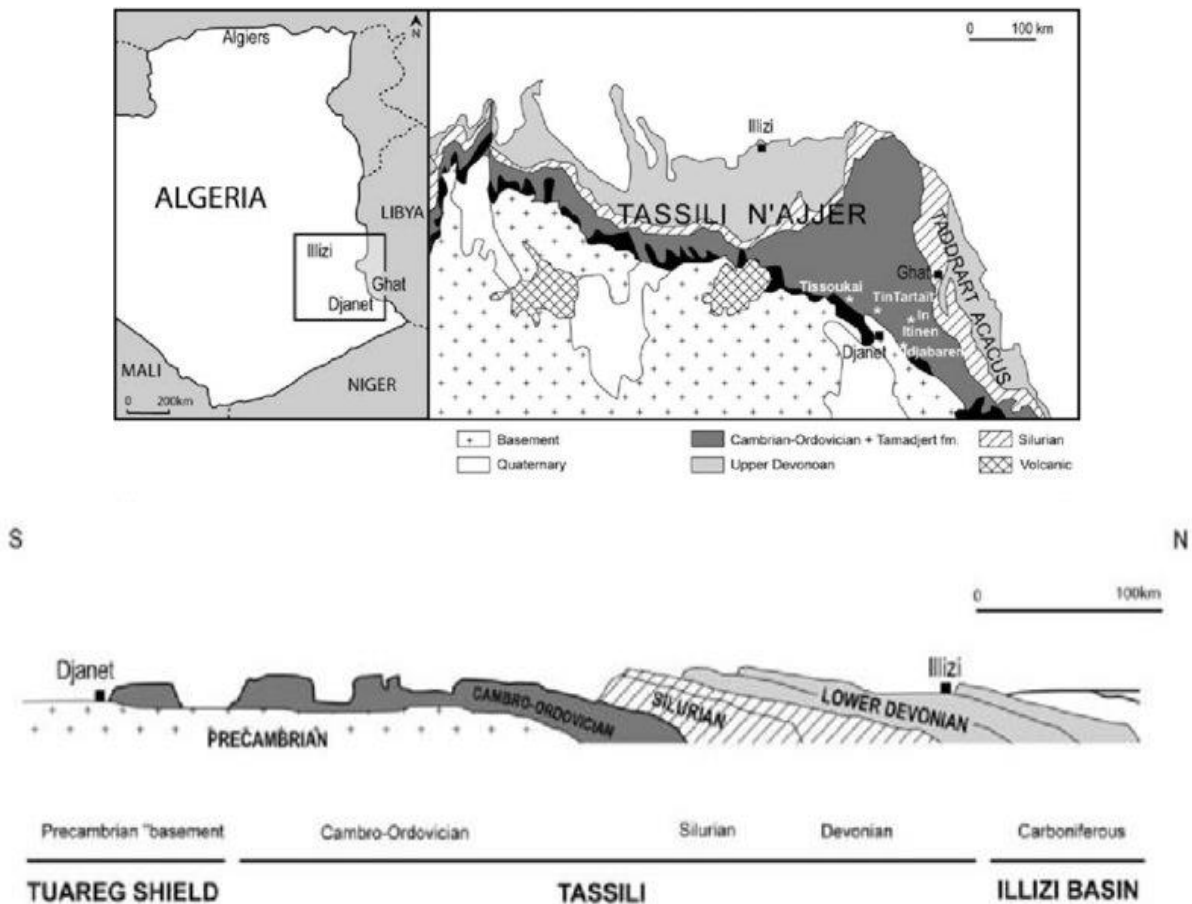 Algiers
N
ALGERIA
LIBYA
Illizi
Ghat
Djanet
MALI
NIGER
0 200km
0 100 km
Illizi
TASSILI N'AJJER
TADDRART ACACUS
Ghat
Tissoukai
TinTartait
In
Itinen
Djanet
Idjabaren
Basement
Cambrian-Ordovician + Tamadjert fm.
Silurian
Quaternary
Upper Devonoan
Volcanic
S
N
0 100km
Djanet
Illizi
CAMBRO-ORDOVICIAN
SILURIAN
LOWER DEVONIAN
PRECAMBRIAN
Precambrian "basement
Cambro-Ordovician
Silurian
Devonian
Carboniferous
TUAREG SHIELD
TASSILI
ILLIZI BASIN